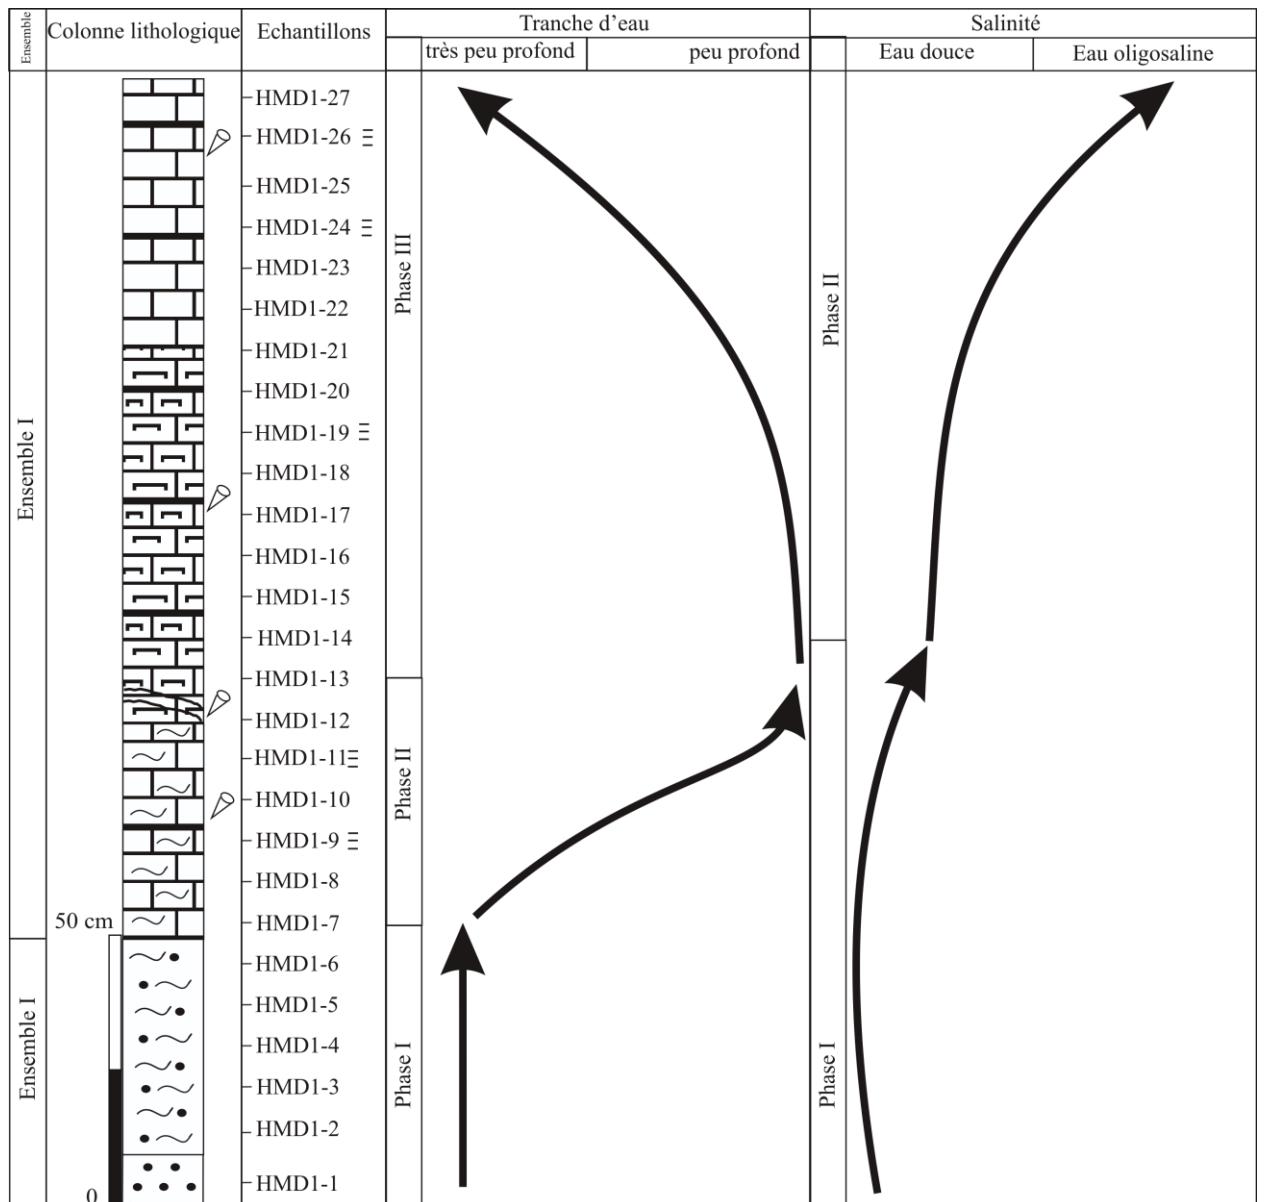 Ensemble
Colonne lithologique
Echantillons
Tranche d’eau
très peu profond
peu profond
Salinité
Eau douce
Eau oligosaline
HMD1-27
HMD1-26
HMD1-25
HMD1-24
HMD1-23
HMD1-22
HMD1-21
HMD1-20
HMD1-19
HMD1-18
HMD1-17
HMD1-16
HMD1-15
HMD1-14
HMD1-13
HMD1-12
HMD1-11
HMD1-10
HMD1-9
HMD1-8
HMD1-7
HMD1-6
HMD1-5
HMD1-4
HMD1-3
HMD1-2
HMD1-1
Ensemble I
Ensemble I
50 cm
0
Phase III
Phase II
Phase I
Phase II
Phase I